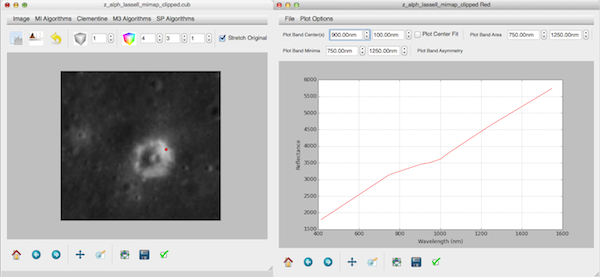 z_alph_lassell_mimap_clipped.cub
Image MI Algorithms Clementine M3 Algorithms SP Algorithms
1 4 3 1 Stretch Original
z_alph_lassell_mimap_clipped Red
File Plot Options
Plot Band Center(s) 900.00nm 100.00nm Plot Center Fit Plot Band Area 750.00nm 1250.00nm
Plot Band Minima 750.00nm 1250.00nm Plot Band Asymmetry
6000
5500
5000
4500
4000
3500
3000
2500
2000
1500
Reflectance
400 600 800 1000 1200 1400 1600
Wavelength (nm)